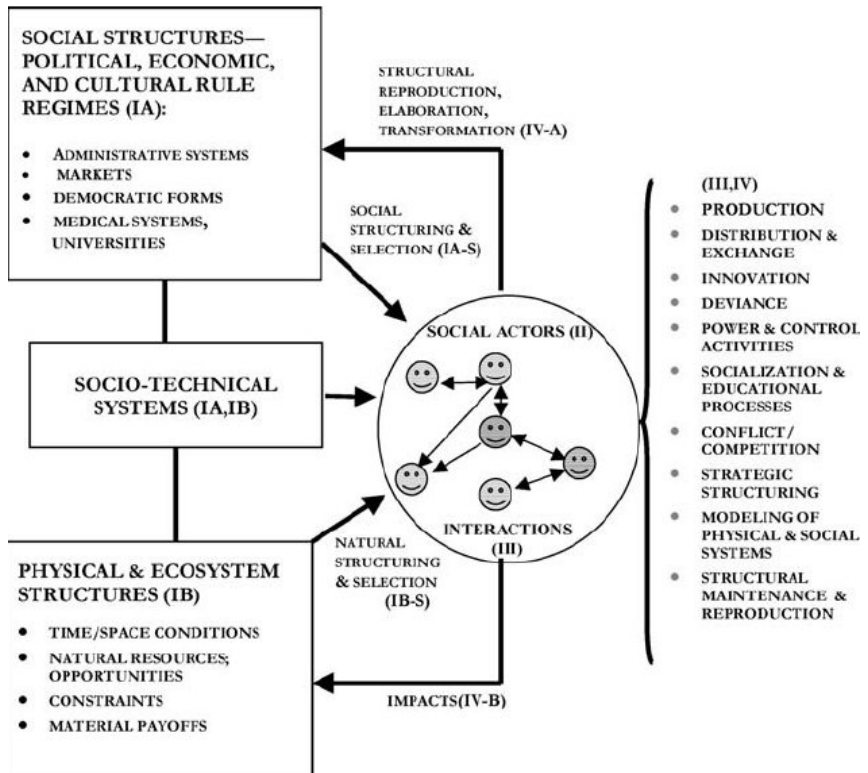 SOCIAL STRUCTURES—
POLITICAL, ECONOMIC,
AND CULTURAL RULE
REGIMES (IA):
• ADMINISTRATIVE SYSTEMS
• MARKETS
• DEMOCRATIC FORMS
• MEDICAL SYSTEMS,
UNIVERSITIES
STRUCTURAL
REPRODUCTION,
ELABORATION,
TRANSFORMATION (IV-A)
SOCIAL
STRUCTURING &
SELECTION (IA-S)
SOCIO-TECHNICAL
SYSTEMS (IA,IB)
SOCIAL ACTORS (II)
INTERACTIONS
(III)
NATURAL
STRUCTURING
& SELECTION
(IB-S)
PHYSICAL & ECOSYSTEM
STRUCTURES (IB)
• TIME/SPACE CONDITIONS
• NATURAL RESOURCES;
OPPORTUNITIES
• CONSTRAINTS
• MATERIAL PAYOFFS
IMPACTS(IV-B)
(III,IV)
• PRODUCTION
• DISTRIBUTION &
EXCHANGE
• INNOVATION
• DEVIANCE
• POWER & CONTROL
ACTIVITIES
• SOCIALIZATION &
EDUCATIONAL
PROCESSES
• CONFLICT/
COMPETITION
• STRATEGIC
STRUCTURING
• MODELING OF
PHYSICAL & SOCIAL
SYSTEMS
• STRUCTURAL
MAINTENANCE &
REPRODUCTION